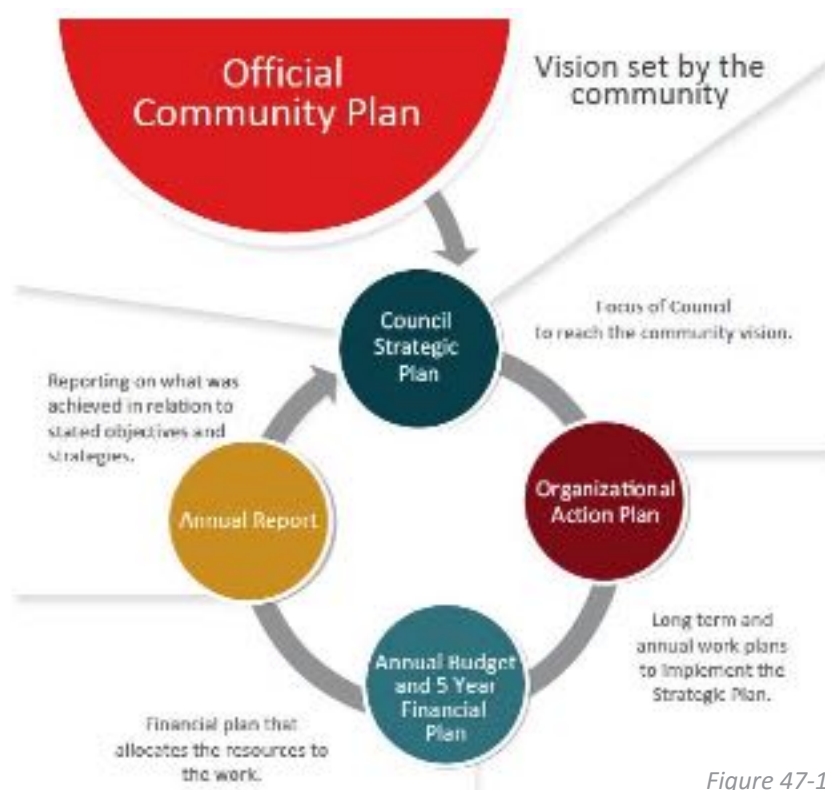 Official
Community Plan
Vision set by the
community
Council
Strategic
Plan
Focus of Council
to reach the community vision.
Reporting on what was
achieved in relation to
stated objectives and
strategies.
Annual Report
Organizational
Action Plan
Annual Budget
and 5 Year
Financial
Plan
Long term and
annual work plans
to implement the
Strategic Plan.
Financial plan that
allocates the resources to
the work.
Figure 47-1